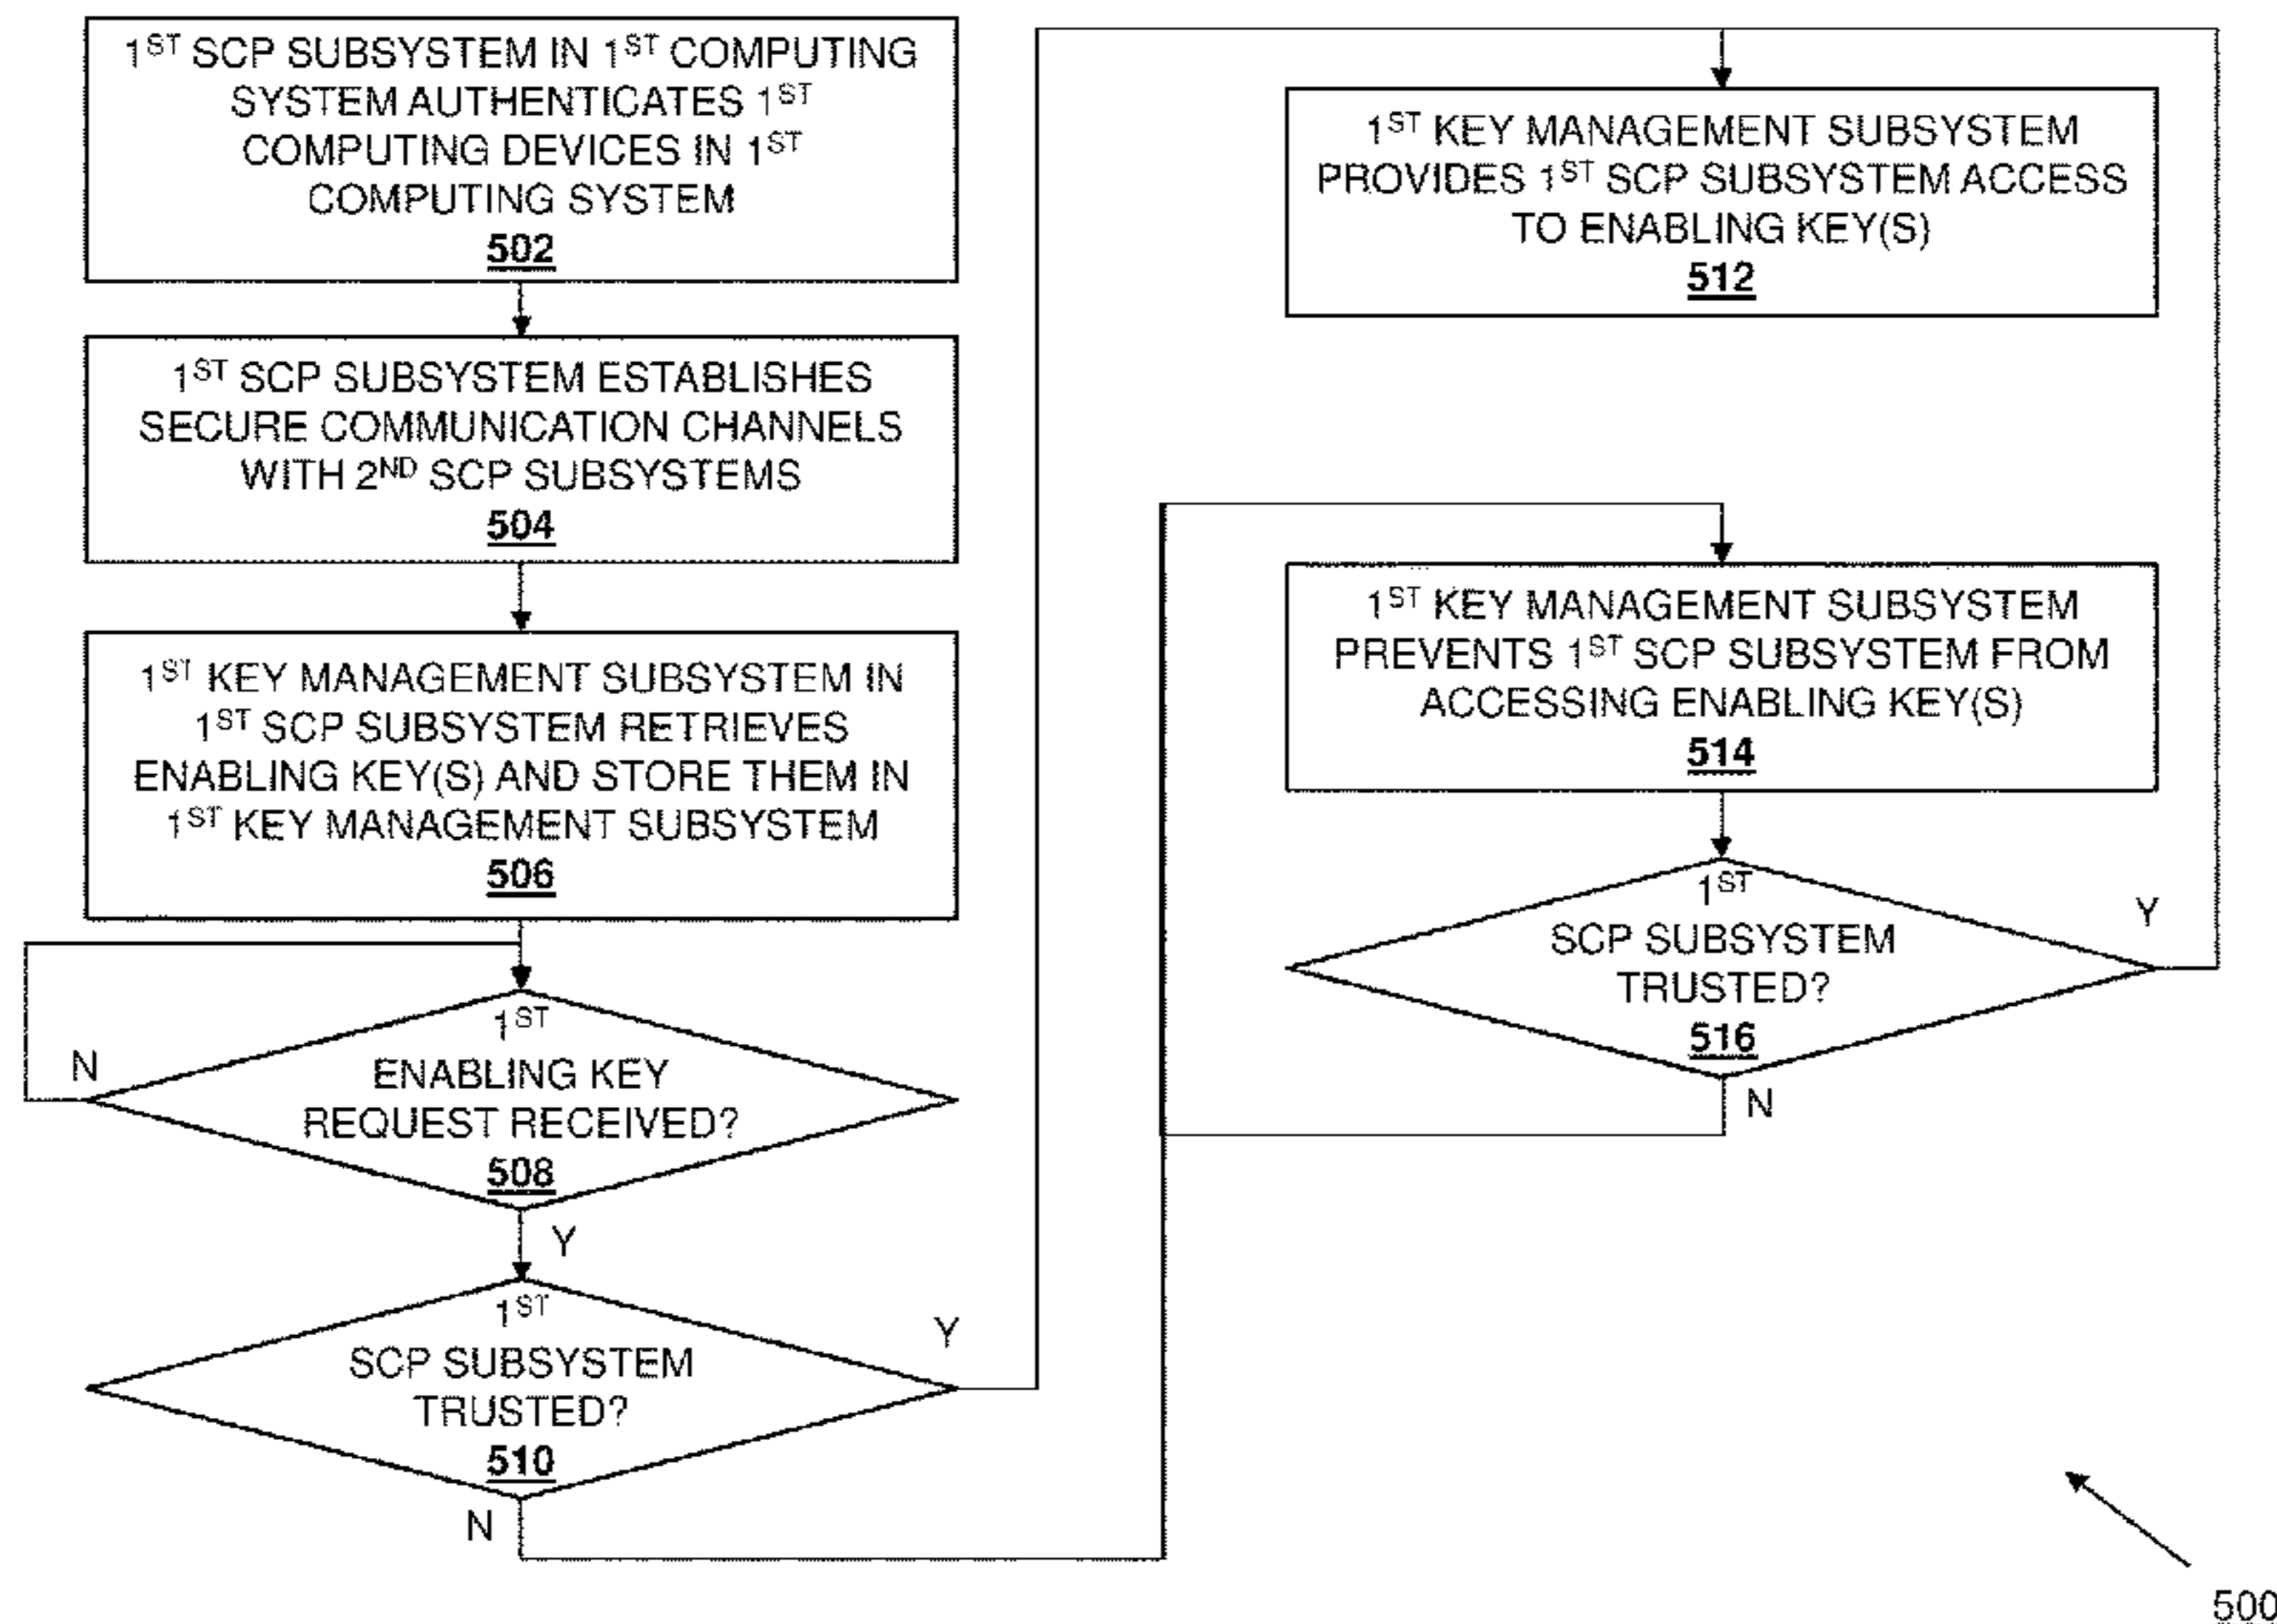 1ST SCP SUBSYSTEM IN 1ST COMPUTING
SYSTEM AUTHENTICATES 1ST
COMPUTING DEVICES IN 1ST
COMPUTING SYSTEM
502
1ST SCP SUBSYSTEM ESTABLISHES
SECURE COMMUNICATION CHANNELS
WITH 2ND SCP SUBSYSTEMS
504
1ST KEY MANAGEMENT SUBSYSTEM IN
1ST SCP SUBSYSTEM RETRIEVES
ENABLING KEY(S) AND STORE THEM IN
1ST KEY MANAGEMENT SUBSYSTEM
506
1ST
ENABLING KEY
REQUEST RECEIVED?
508
N
Y
1ST
SCP SUBSYSTEM
TRUSTED?
510
Y
N
1ST KEY MANAGEMENT SUBSYSTEM
PROVIDES 1ST SCP SUBSYSTEM ACCESS
TO ENABLING KEY(S)
512
1ST KEY MANAGEMENT SUBSYSTEM
PREVENTS 1ST SCP SUBSYSTEM FROM
ACCESSING ENABLING KEY(S)
514
1ST
SCP SUBSYSTEM
TRUSTED?
516
Y
N
500